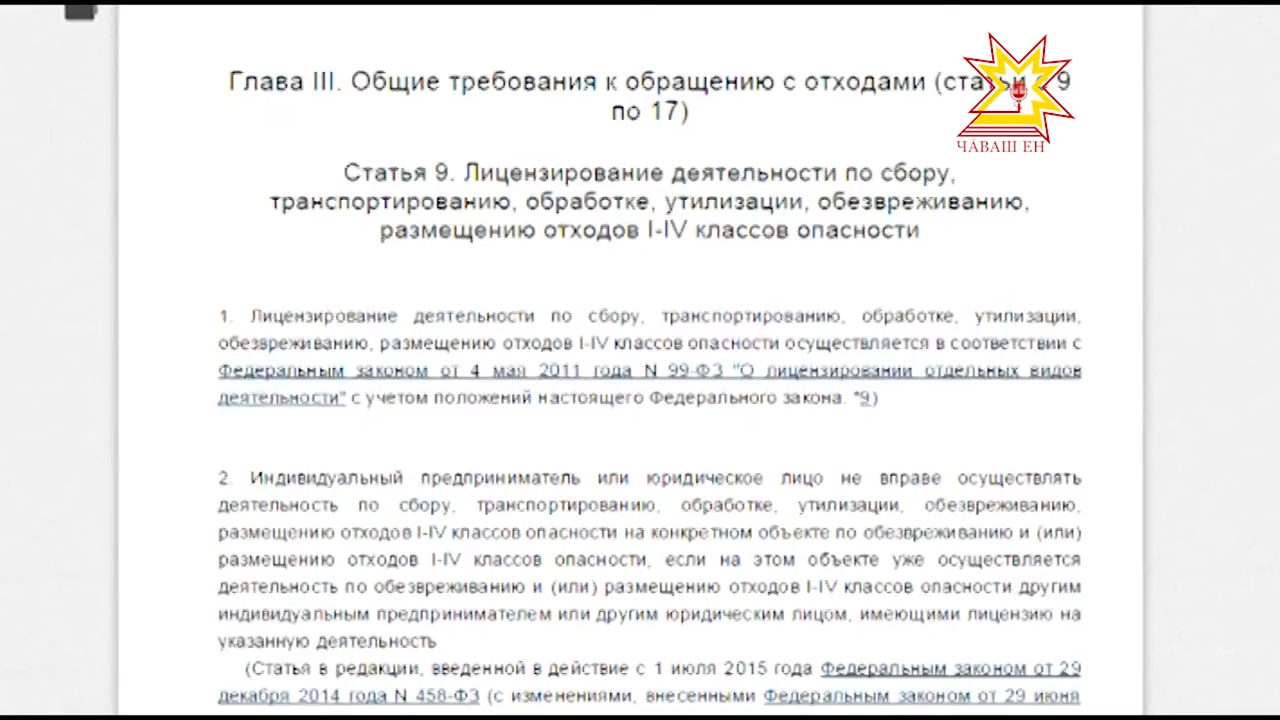 Глава III. Общие требования к обращению с отходами (статьи с 9
по 17)
ЧӐВАШ ЕН
Статья 9. Лицензирование деятельности по сбору,
транспортированию, обработке, утилизации, обезвреживанию,
размещению отходов I-IV классов опасности
1. Лицензирование деятельности по сбору, транспортированию, обработке, утилизации,
обезвреживанию, размещению отходов I-IV классов опасности осуществляется в соответствии с
Федеральным законом от 4 мая 2011 года N 99-ФЗ "О лицензировании отдельных видов
деятельности" с учетом положений настоящего Федерального закона. *9)
2. Индивидуальный предприниматель или юридическое лицо не вправе осуществлять
деятельность по сбору, транспортированию, обработке, утилизации, обезвреживанию,
размещению отходов I-IV классов опасности на конкретном объекте по обезвреживанию и (или)
размещению отходов I-IV классов опасности, если на этом объекте уже осуществляется
деятельность по обезвреживанию и (или) размещению отходов I-IV классов опасности другим
индивидуальным предпринимателем или другим юридическим лицом, имеющими лицензию на
указанную деятельность
(Статья в редакции, введенной в действие с 1 июля 2015 года Федеральным законом от 29
декабря 2014 года N 458-ФЗ (с изменениями, внесенными Федеральным законом от 29 июня